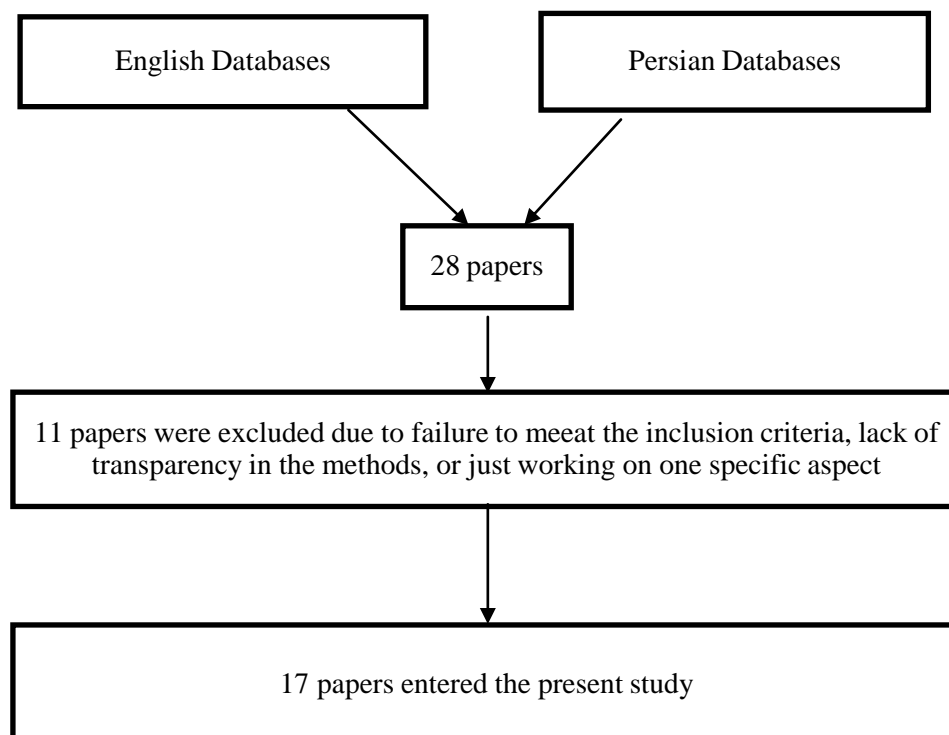 English Databases
Persian Databases
28 papers
11 papers were excluded due to failure to meeat the inclusion criteria, lack of
transparency in the methods, or just working on one specific aspect
17 papers entered the present study